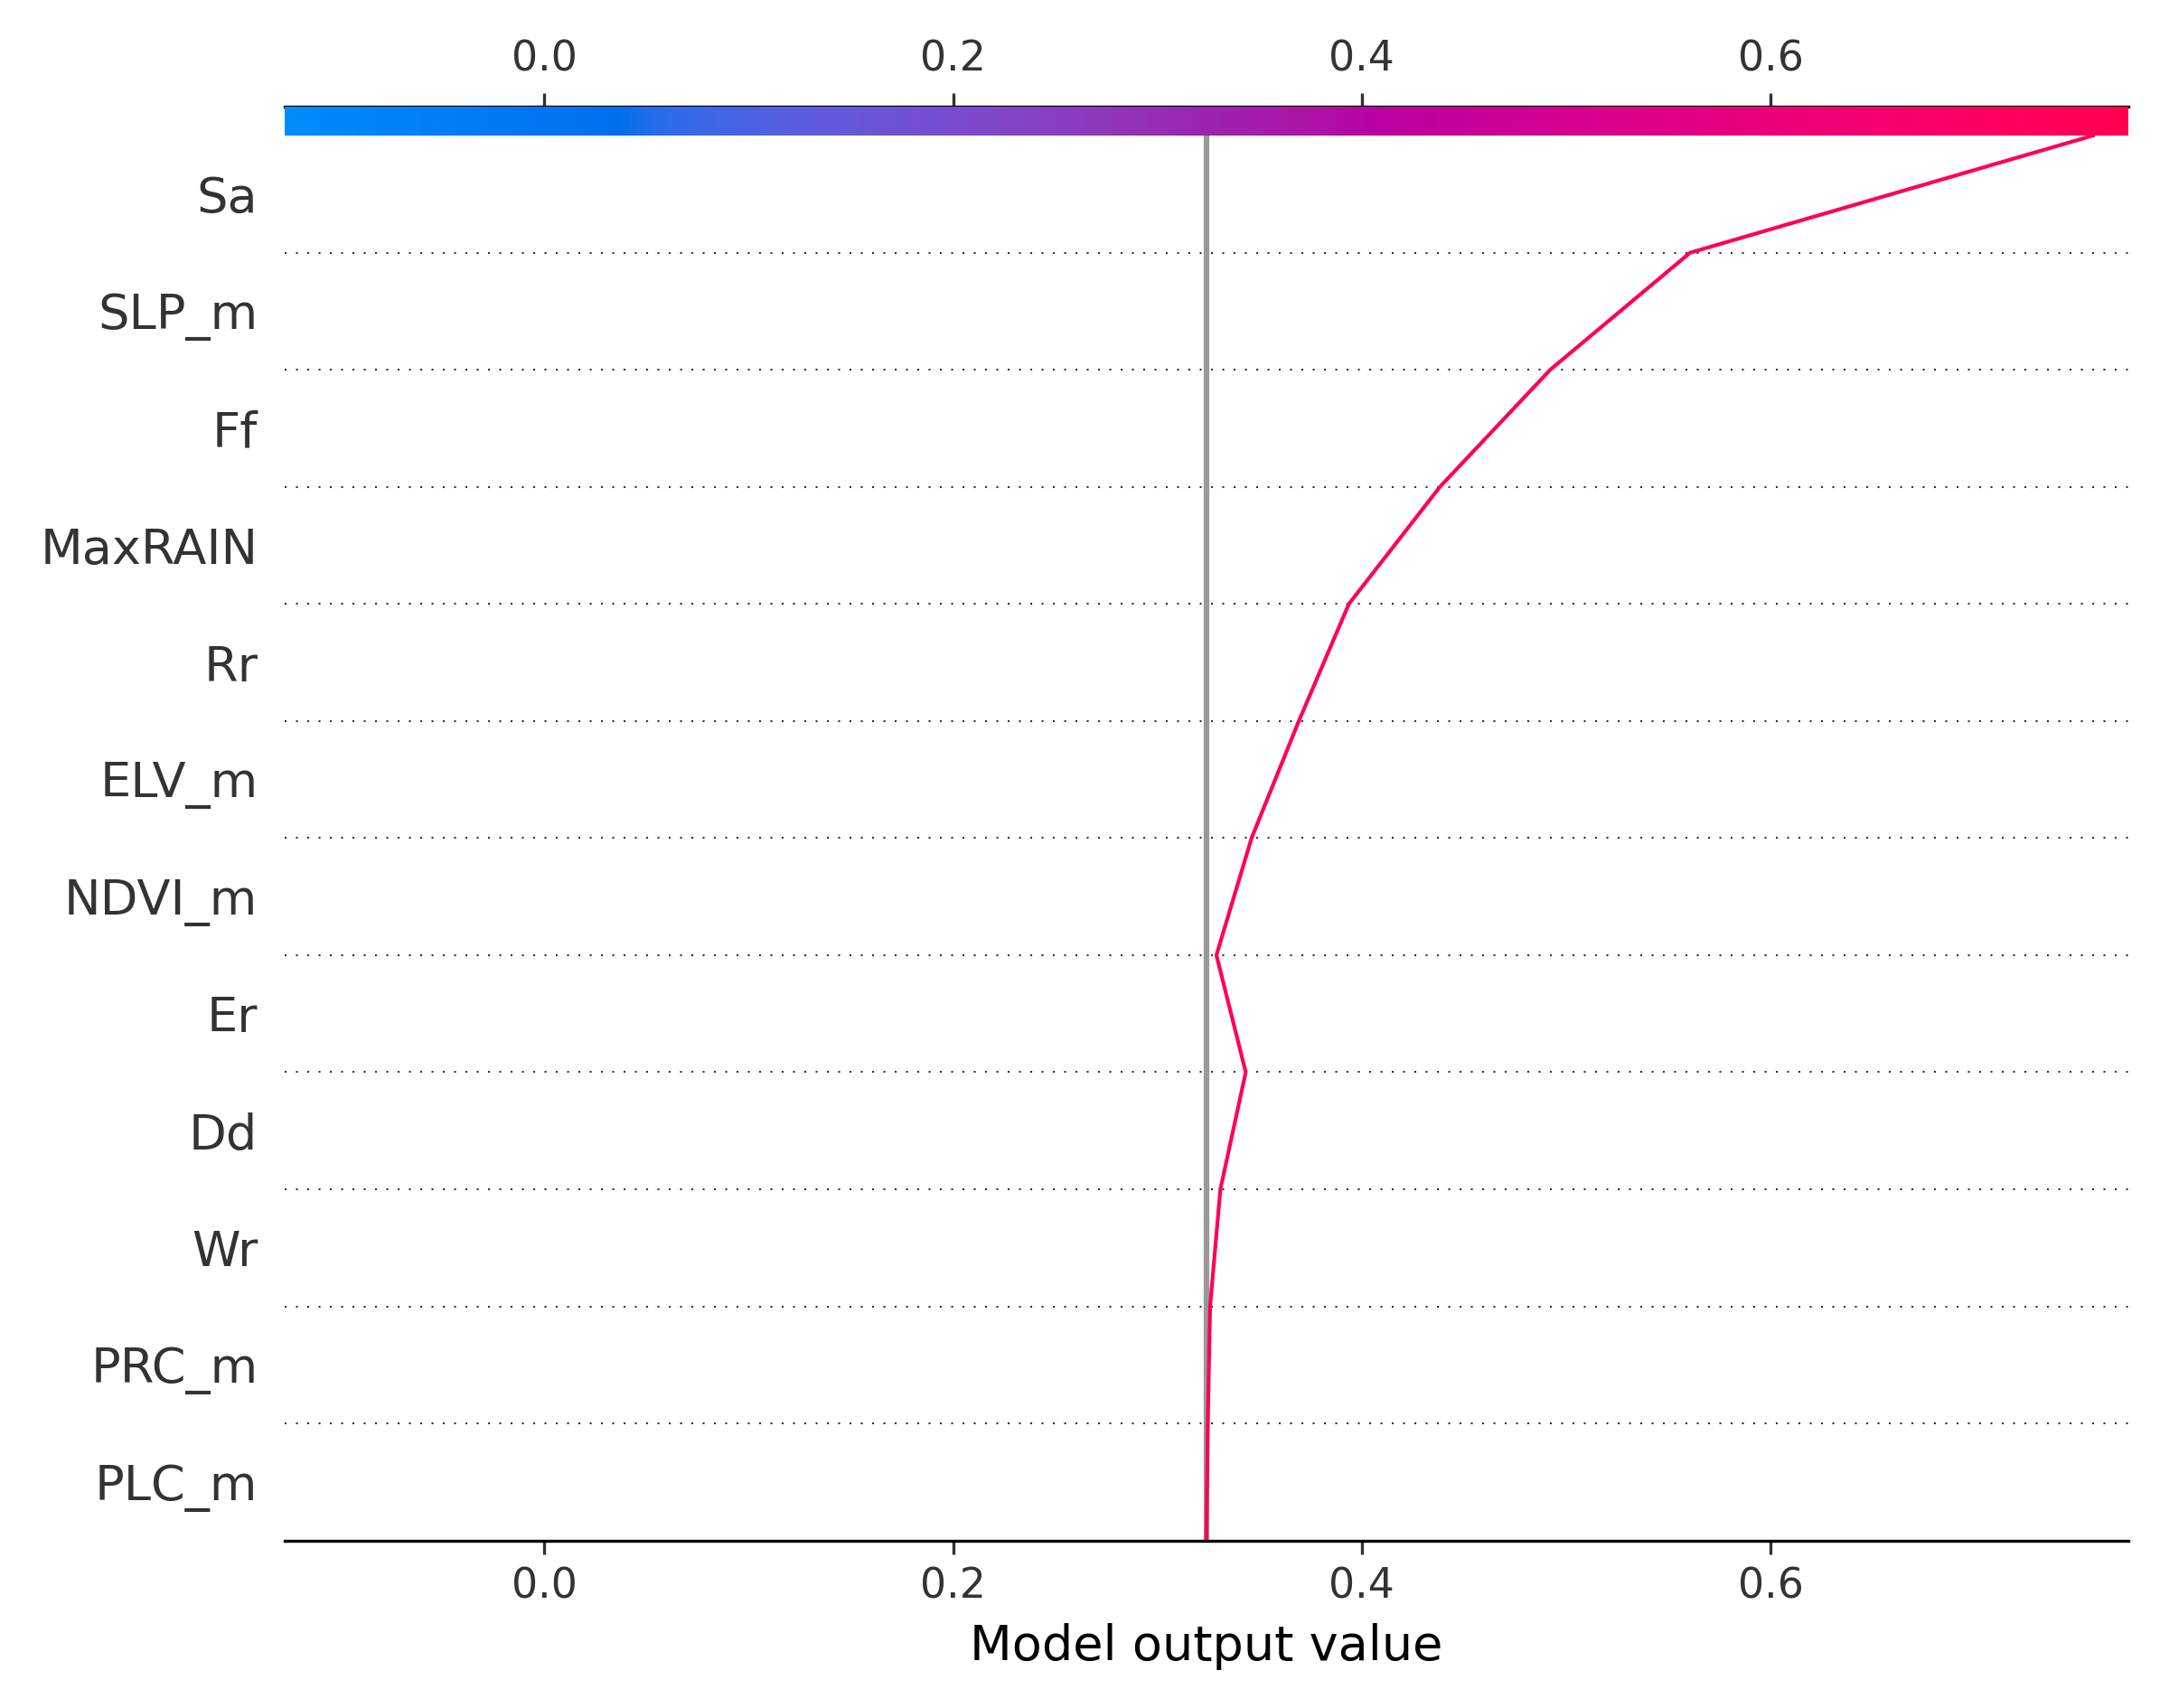 0.0 0.2 0.4 0.6
Sa
SLP_m
Ff
MaxRAIN
Rr
ELV_m
NDVI_m
Er
Dd
Wr
PRC_m
PLC_m
0.0 0.2 0.4 0.6
Model output value